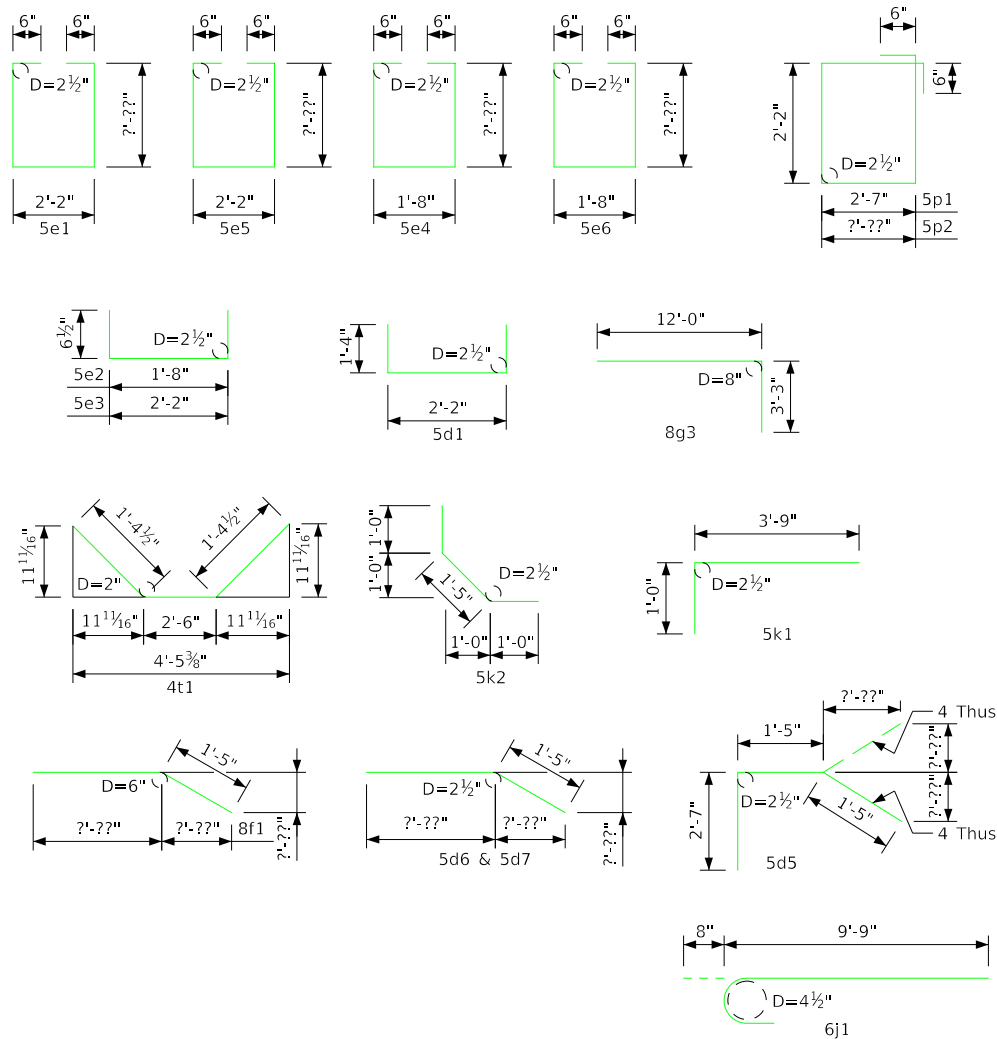 6" 6" 6" 6" 6" 6" 6" 6" 6"
D=2½" D=2½" D=2½" D=2½"
?'-??" ?'-??" ?'-??" ?'-??" 2'-2" 6"
D=2½"
2'-2" 2'-2" 1'-8" 1'-8" 2'-7" 5p1
5e1 5e5 5e4 5e6 ?'-??" 5p2
6½" D=2½" 1'-4" D=2½" 12'-0"
D=8" 3'-3"
5e2 1'-8"
5e3 2'-2" 2'-2"
5d1 8g3
11 11/16" 1'-4½" 1'-4½" 11 11/16"
D=2"
11 11/16" 2'-6" 11 11/16"
4'-5⅜"
4t1
1'-0"
1'-0" 1'-5" D=2½"
1'-0" 1'-0"
5k2
3'-9"
1'-0" D=2½"
5k1
1'-5"
D=6"
?'-??" ?'-??" 8f1 ?'-??"
1'-5"
D=2½"
?'-??" ?'-??" ?'-??"
5d6 & 5d7
?'-??" 4 Thus
1'-5" ?'-??"
D=2½" ?'-??"
2'-7" 1'-5" 4 Thus
5d5
8" 9'-9"
D=4½"
6j1